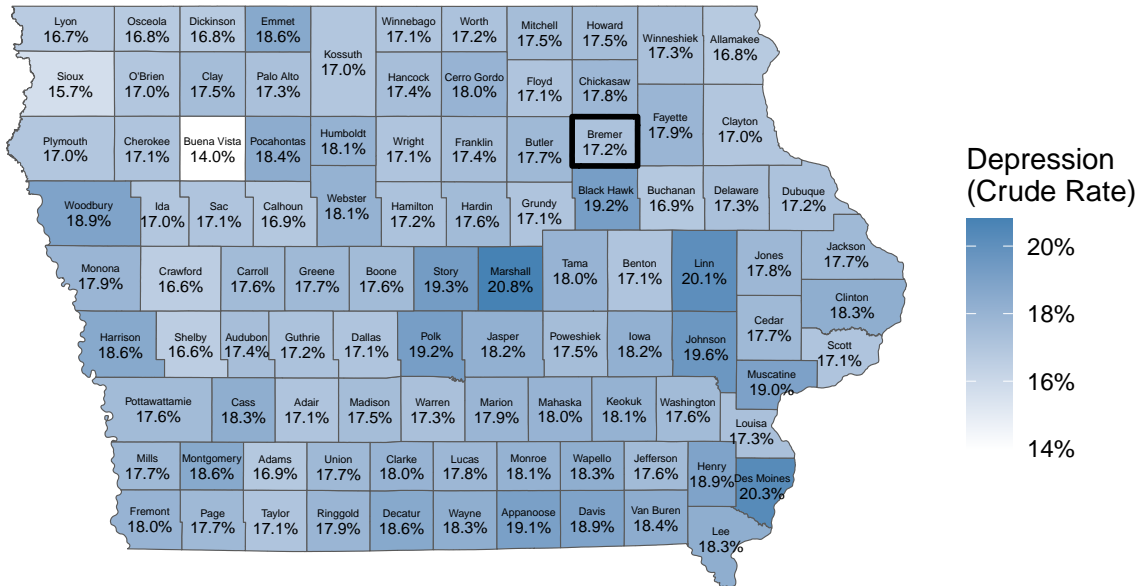 Lyon
16.7%
Osceola
16.8%
Dickinson
16.8%
Emmet
18.6%
Kossuth
17.0%
Winnebago
17.1%
Worth
17.2%
Mitchell
17.5%
Howard
17.5%
Winneshiek
17.3%
Allamakee
16.8%
Sioux
15.7%
O'Brien
17.0%
Clay
17.5%
Palo Alto
17.3%
Hancock
17.4%
Cerro Gordo
18.0%
Floyd
17.1%
Chickasaw
17.8%
Plymouth
17.0%
Cherokee
17.1%
Buena Vista
14.0%
Pocahontas
18.4%
Humboldt
18.1%
Wright
17.1%
Franklin
17.4%
Butler
17.7%
Bremer
17.2%
Fayette
17.9%
Clayton
17.0%
Woodbury
18.9%
Ida
17.0%
Sac
17.1%
Calhoun
16.9%
Webster
18.1%
Hamilton
17.2%
Hardin
17.6%
Grundy
17.1%
Black Hawk
19.2%
Buchanan
16.9%
Delaware
17.3%
Dubuque
17.2%
Monona
17.9%
Crawford
16.6%
Carroll
17.6%
Greene
17.7%
Boone
17.6%
Story
19.3%
Marshall
20.8%
Tama
18.0%
Benton
17.1%
Linn
20.1%
Jones
17.8%
Jackson
17.7%
Clinton
18.3%
Harrison
18.6%
Shelby
16.6%
Audubon
17.4%
Guthrie
17.2%
Dallas
17.1%
Polk
19.2%
Jasper
18.2%
Poweshiek
17.5%
Iowa
18.2%
Johnson
19.6%
Cedar
17.7%
Scott
17.1%
Muscatine
19.0%
Pottawattamie
17.6%
Cass
18.3%
Adair
17.1%
Madison
17.5%
Warren
17.3%
Marion
17.9%
Mahaska
18.0%
Keokuk
18.1%
Washington
17.6%
Louisa
17.3%
Mills
17.7%
Montgomery
18.6%
Adams
16.9%
Union
17.7%
Clarke
18.0%
Lucas
17.8%
Monroe
18.1%
Wapello
18.3%
Jefferson
17.6%
Henry
18.9%
Des Moines
20.3%
Fremont
18.0%
Page
17.7%
Taylor
17.1%
Ringgold
17.9%
Decatur
18.6%
Wayne
18.3%
Appanoose
19.1%
Davis
18.9%
Van Buren
18.4%
Lee
18.3%
Depression
(Crude Rate)
20%
18%
16%
14%